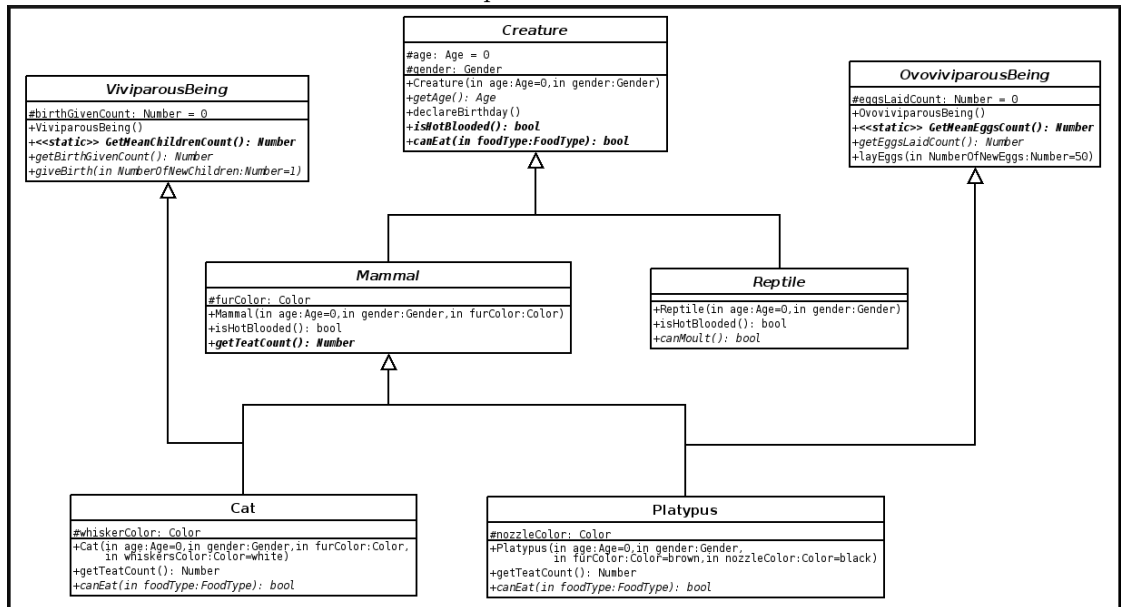 Creature
#age: Age = 0
#gender: Gender
+Creature(in age:Age=0,in gender:Gender)
+getAge(): Age
+declareBirthday()
+isHotBlooded(): bool
+canEat(in foodType:FoodType): bool
ViviparousBeing
#birthGivenCount: Number = 0
+ViviparousBeing()
+<<static>> GetMeanChildrenCount(): Number
+getBirthGivenCount(): Number
+giveBirth(in NumberOfNewChildren:Number=1)
OvoviviparousBeing
#eggsLaidCount: Number = 0
+OvoviviparousBeing()
+<<static>> GetMeanEggsCount(): Number
+getEggsLaidCount(): Number
+layEggs(in NumberOfNewEggs:Number=50)
Mammal
#furColor: Color
+Mammal(in age:Age=0,in gender:Gender,in furColor:Color)
+isHotBlooded(): bool
+getTeatCount(): Number
Reptile
+Reptile(in age:Age=0,in gender:Gender)
+isHotBlooded(): bool
+canMoult(): bool
Cat
#whiskerColor: Color
+Cat(in age:Age=0,in gender:Gender,in furColor:Color,
in whiskersColor:Color=white)
+getTeatCount(): Number
+canEat(in foodType:FoodType): bool
Platypus
#nozzleColor: Color
+Platypus(in age:Age=0,in gender:Gender,
in furColor:Color=brown,in nozzleColor:Color=black)
+getTeatCount(): Number
+canEat(in foodType:FoodType): bool